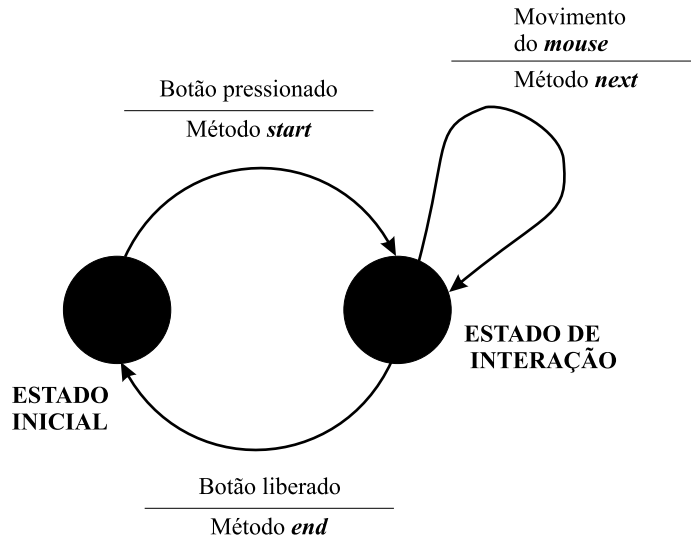 Movimento
do mouse
Método next
Botão pressionado
Método start
ESTADO DE
INTERAÇÃO
ESTADO
INICIAL
Botão liberado
Método end